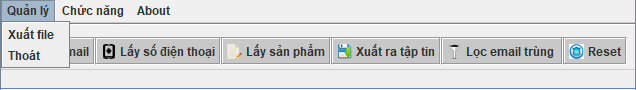 Quản lý Chức năng About
Xuất file
Thoát
mail Lấy số điện thoại Lấy sản phẩm Xuất ra tập tin Lọc email trùng Reset